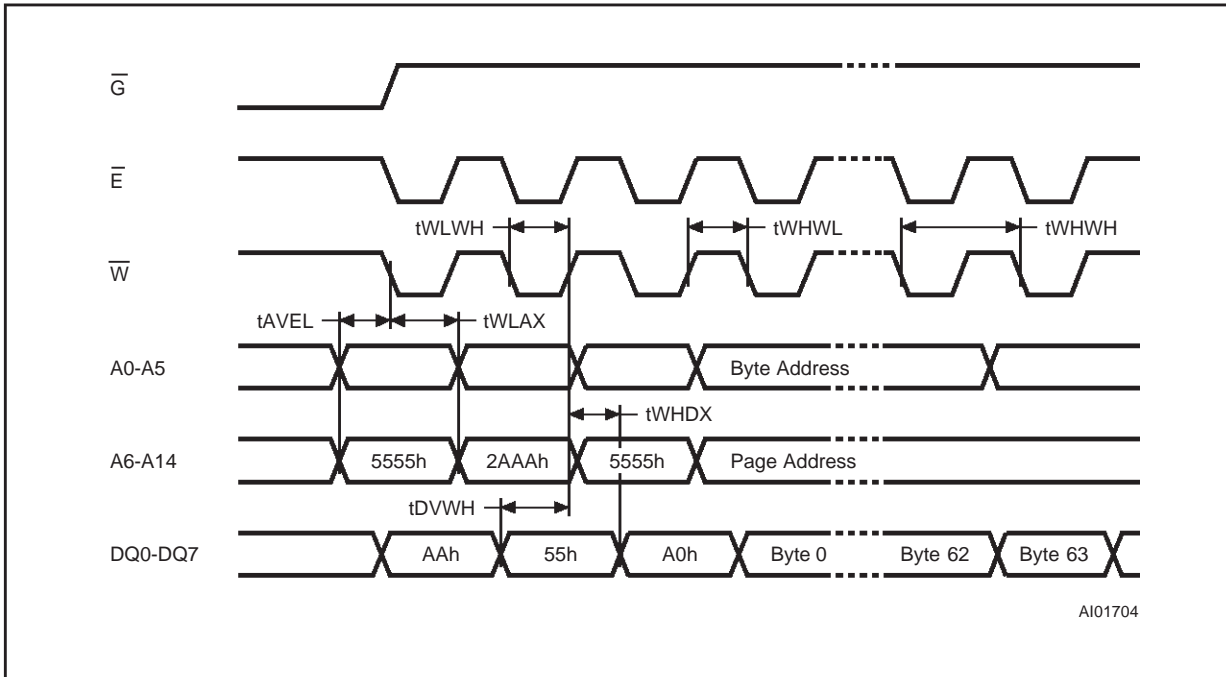 G̅
E̅
tWLWH tWHWL tWHWH
W̅
tAVEL tWLAX
A0-A5 Byte Address
tWHDX
A6-A14 5555h 2AAAh 5555h Page Address
tDVWH
DQ0-DQ7 AAh 55h A0h Byte 0 Byte 62 Byte 63
AI01704